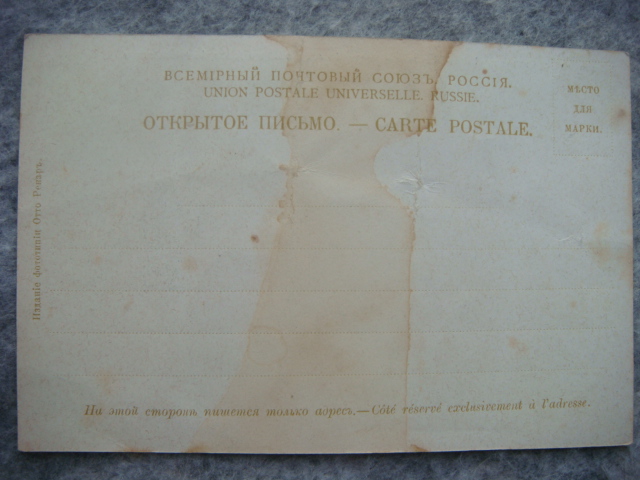 ВСЕМІРНЫЙ ПОЧТОВЫЙ СОЮЗЪ. РОССІЯ.
UNION POSTALE UNIVERSELLE. RUSSIE.
ОТКРЫТОЕ ПИСЬМО. — CARTE POSTALE.
МѢСТО
ДЛЯ
МАРКИ.
Изданіе фототипіи Отто Ренаръ.
На этой сторонѣ пишется только адресъ.—Côté réservé exclusivement à l'adresse.